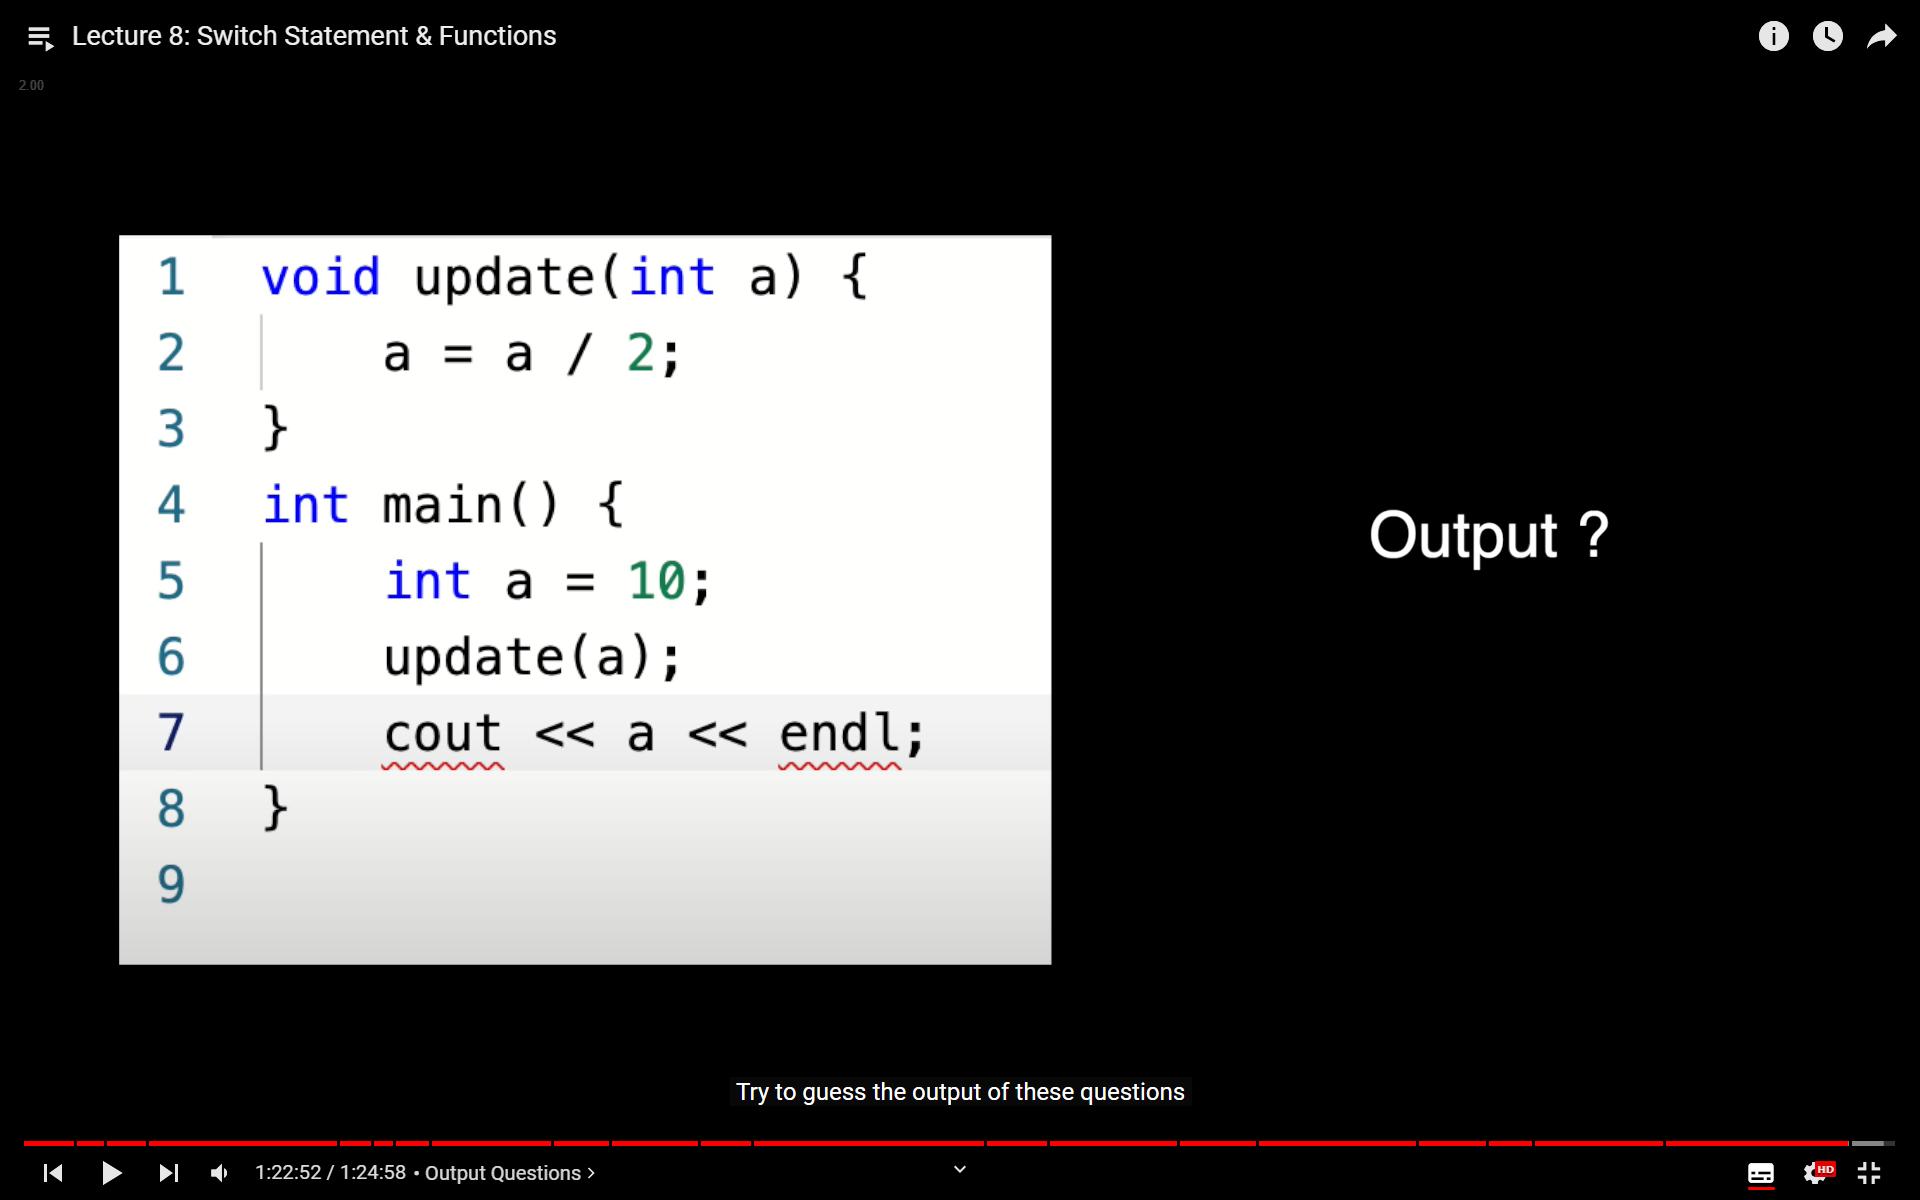 Lecture 8: Switch Statement & Functions
2.00
1 void update(int a) {
2 a = a / 2;
3 }
4 int main() {
5 int a = 10;
6 update(a);
7 cout << a << endl;
8 }
9
Output ?
Try to guess the output of these questions
1:22:52 / 1:24:58 • Output Questions >
HD